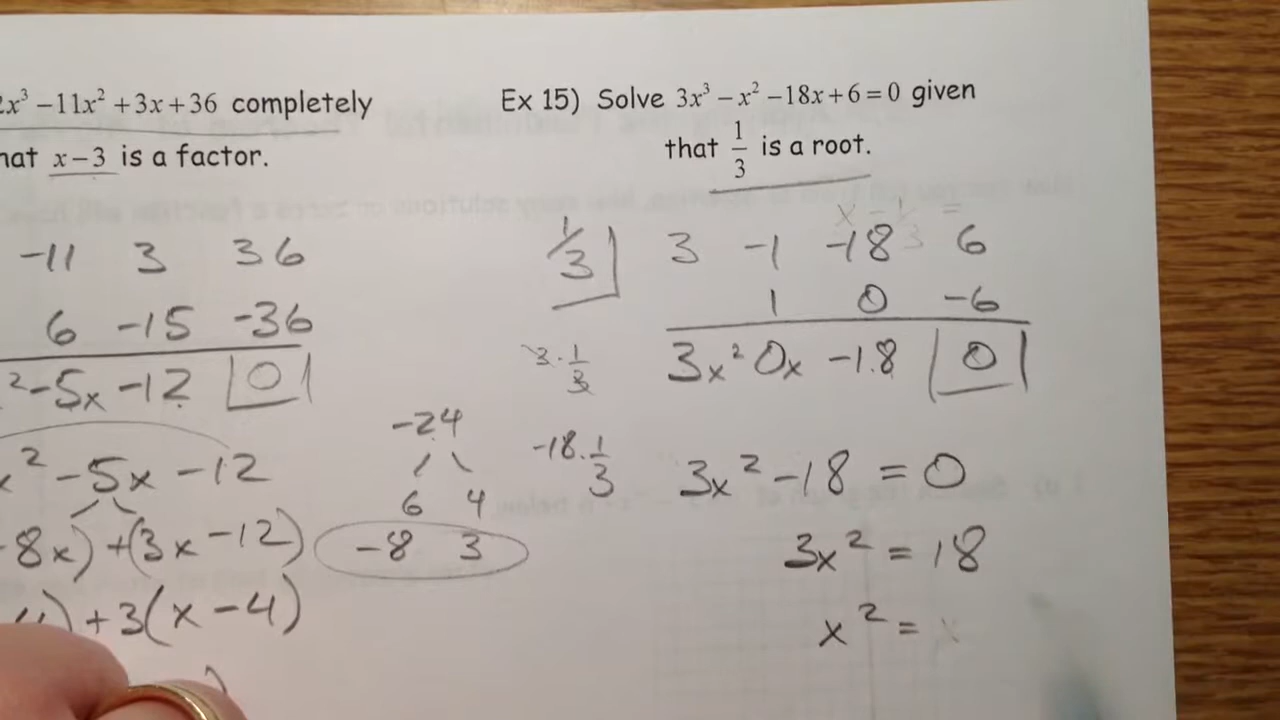 2x³ − 11x² + 3x + 36 completely
hat x − 3 is a factor.
-11 3 36
6 -15 -36
² -5x -12 0
x² -5x -12
-8x) + (3x -12)
+3(x -4)
-24
6 4
-8 3
Ex 15) Solve 3x³ − x² − 18x + 6 = 0 given
that 1/3 is a root.
1/3 3 -1 -18 6
1 0 -6
3x² 0x -18 0
3 · 1/3
-18 · 1/3
3x² -18 = 0
3x² = 18
x² =